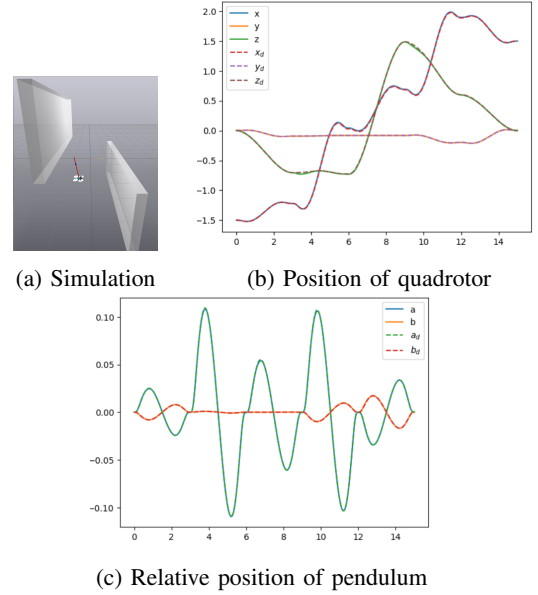 2.0
1.5
1.0
0.5
0.0
−0.5
−1.0
−1.5
x
y
z
x_d
y_d
z_d
0 2 4 6 8 10 12 14
(a) Simulation
(b) Position of quadrotor
0.10
0.05
0.00
−0.05
−0.10
a
b
a_d
b_d
0 2 4 6 8 10 12 14
(c) Relative position of pendulum